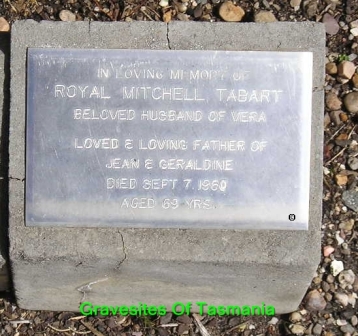 IN LOVING MEMORY OF
ROYAL MITCHELL TABART
BELOVED HUSBAND OF VERA
LOVED & LOVING FATHER OF
JEAN & GERALDINE
DIED SEPT 7. 1960
AGED 69 YRS.
Gravesites Of Tasmania